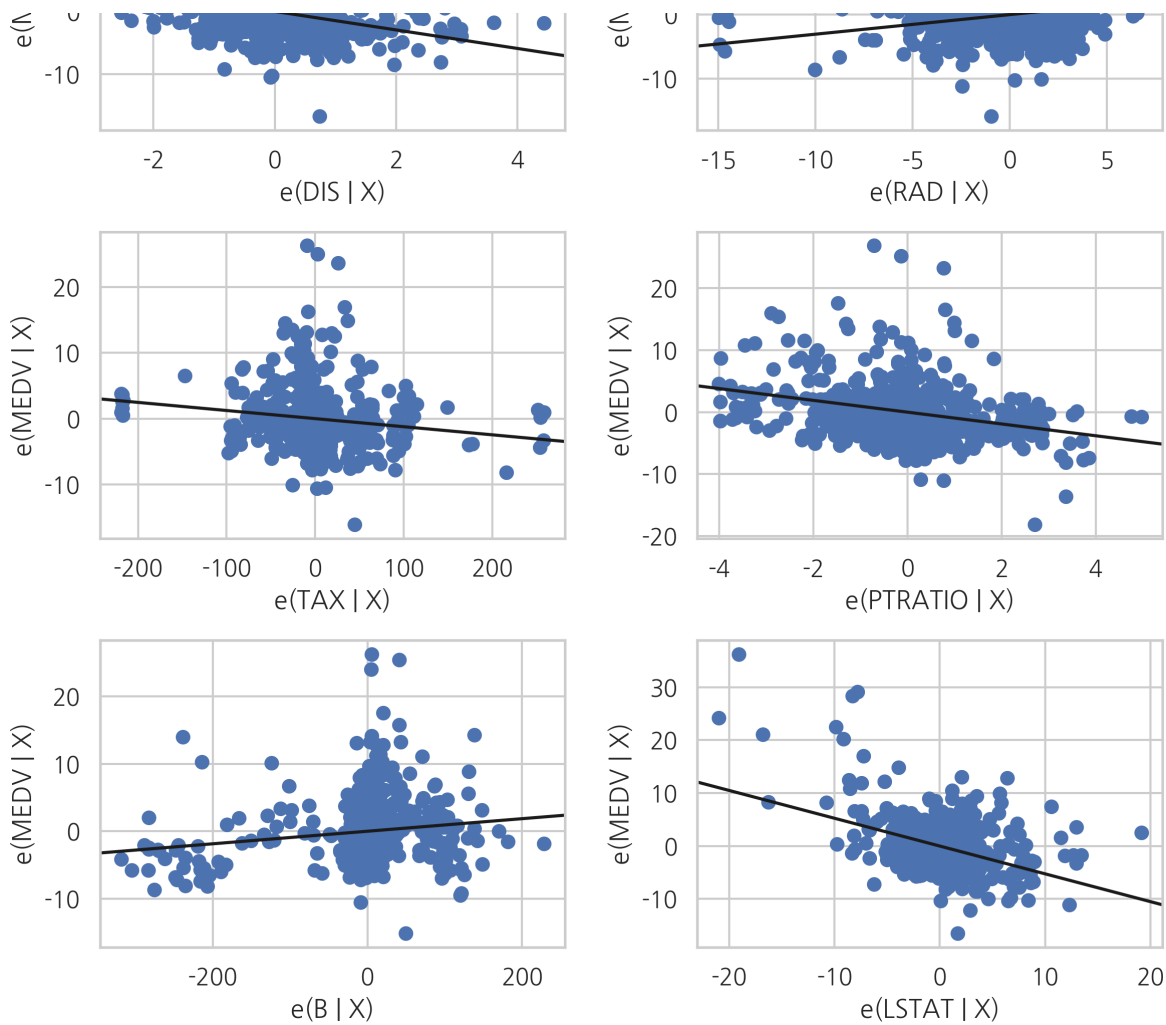 e(M
0
-10
-2 0 2 4
e(DIS | X)
e(M
0
-10
-15 -10 -5 0 5
e(RAD | X)
e(MEDV | X)
20
10
0
-10
-200 -100 0 100 200
e(TAX | X)
e(MEDV | X)
20
10
0
-10
-20
-4 -2 0 2 4
e(PTRATIO | X)
e(MEDV | X)
20
10
0
-10
-200 0 200
e(B | X)
e(MEDV | X)
30
20
10
0
-10
-20 -10 0 10 20
e(LSTAT | X)